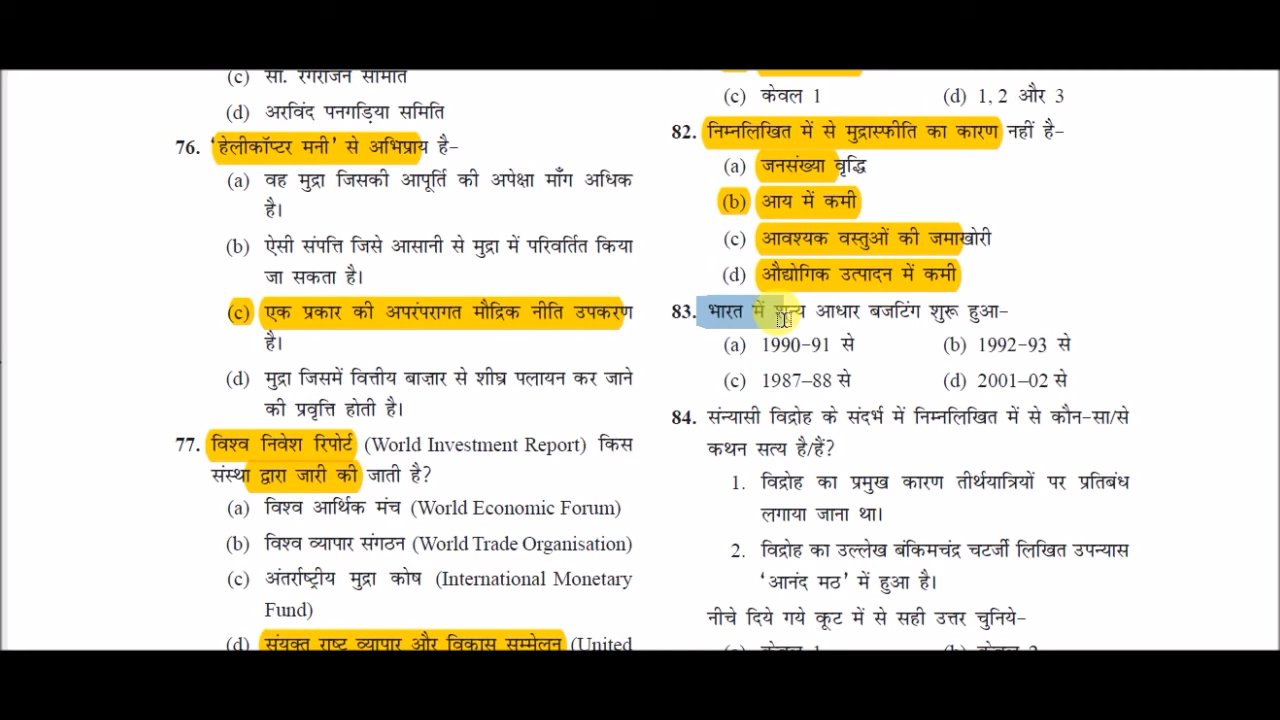 (c) सी. रंगराजन समिति
(d) अरविंद पनगड़िया समिति
76. 'हेलीकॉप्टर मनी' से अभिप्राय है-
(a) वह मुद्रा जिसकी आपूर्ति की अपेक्षा माँग अधिक
है।
(b) ऐसी संपत्ति जिसे आसानी से मुद्रा में परिवर्तित किया
जा सकता है।
(c) एक प्रकार की अपरंपरागत मौद्रिक नीति उपकरण
है।
(d) मुद्रा जिसमें वित्तीय बाज़ार से शीघ्र पलायन कर जाने
की प्रवृत्ति होती है।
77. विश्व निवेश रिपोर्ट (World Investment Report) किस
संस्था द्वारा जारी की जाती है?
(a) विश्व आर्थिक मंच (World Economic Forum)
(b) विश्व व्यापार संगठन (World Trade Organisation)
(c) अंतर्राष्ट्रीय मुद्रा कोष (International Monetary
Fund)
(d) संयुक्त राष्ट्र व्यापार और विकास सम्मेलन (United
(c) केवल 1 (d) 1, 2 और 3
82. निम्नलिखित में से मुद्रास्फीति का कारण नहीं है-
(a) जनसंख्या वृद्धि
(b) आय में कमी
(c) आवश्यक वस्तुओं की जमाखोरी
(d) औद्योगिक उत्पादन में कमी
83. भारत में शून्य आधार बजटिंग शुरू हुआ-
(a) 1990-91 से (b) 1992-93 से
(c) 1987-88 से (d) 2001-02 से
84. संन्यासी विद्रोह के संदर्भ में निम्नलिखित में से कौन-सा/से
कथन सत्य है/हैं?
1. विद्रोह का प्रमुख कारण तीर्थयात्रियों पर प्रतिबंध
लगाया जाना था।
2. विद्रोह का उल्लेख बंकिमचंद्र चटर्जी लिखित उपन्यास
'आनंद मठ' में हुआ है।
नीचे दिये गये कूट में से सही उत्तर चुनिये-
(a) केवल 1 (b) केवल 2